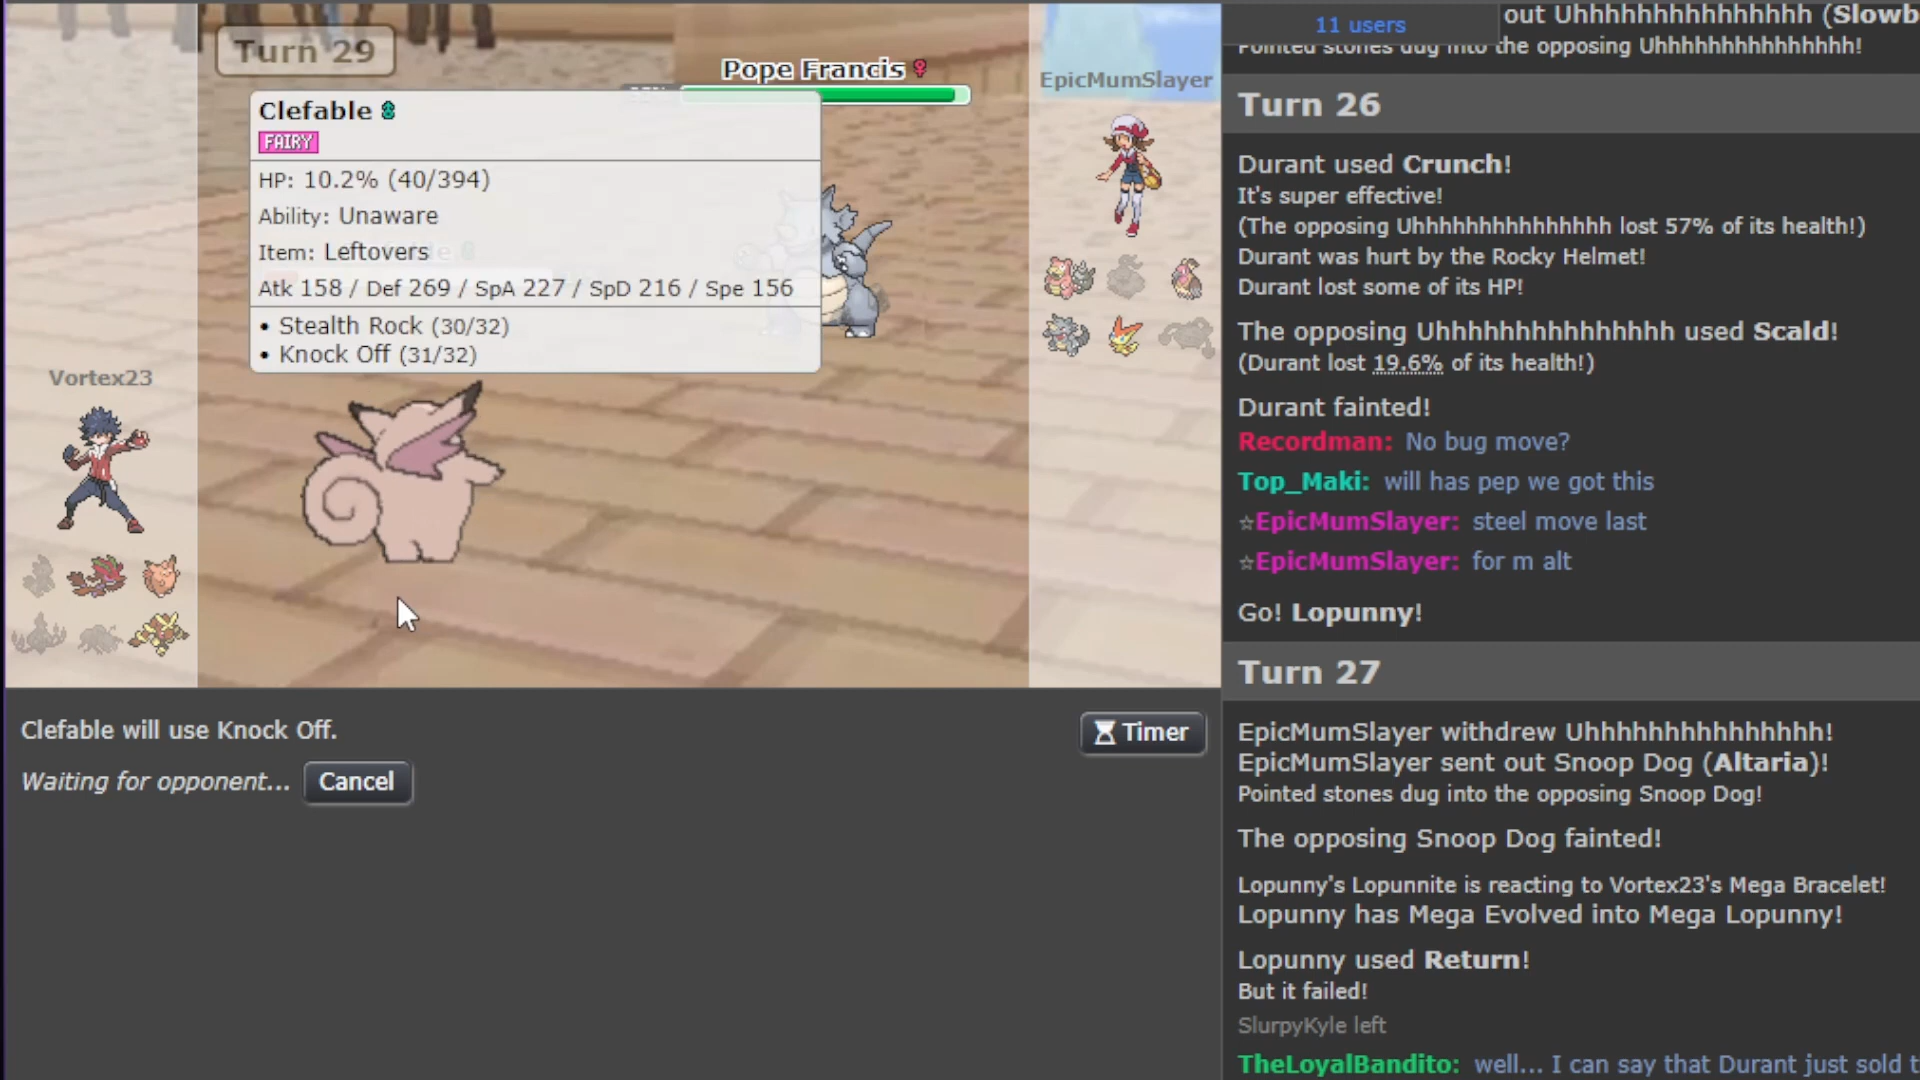 Turn 29
Pope Francis ♀
EpicMumSlayer
Clefable
FAIRY
HP: 10.2% (40/394)
Ability: Unaware
Item: Leftovers
Atk 158 / Def 269 / SpA 227 / SpD 216 / Spe 156
• Stealth Rock (30/32)
• Knock Off (31/32)
Vortex23
Clefable will use Knock Off.
Timer
Waiting for opponent... Cancel
11 users
out Uhhhhhhhhhhhhhhh (Slowb
Pointed stones dug into the opposing Uhhhhhhhhhhhhhhh!
Turn 26
Durant used Crunch!
It's super effective!
(The opposing Uhhhhhhhhhhhhhhh lost 57% of its health!)
Durant was hurt by the Rocky Helmet!
Durant lost some of its HP!
The opposing Uhhhhhhhhhhhhhhh used Scald!
(Durant lost 19.6% of its health!)
Durant fainted!
Recordman: No bug move?
Top_Maki: will has pep we got this
☆EpicMumSlayer: steel move last
☆EpicMumSlayer: for m alt
Go! Lopunny!
Turn 27
EpicMumSlayer withdrew Uhhhhhhhhhhhhhhh!
EpicMumSlayer sent out Snoop Dog (Altaria)!
Pointed stones dug into the opposing Snoop Dog!
The opposing Snoop Dog fainted!
Lopunny's Lopunnite is reacting to Vortex23's Mega Bracelet!
Lopunny has Mega Evolved into Mega Lopunny!
Lopunny used Return!
But it failed!
SlurpyKyle left
TheLoyalBandito: well... I can say that Durant just sold t